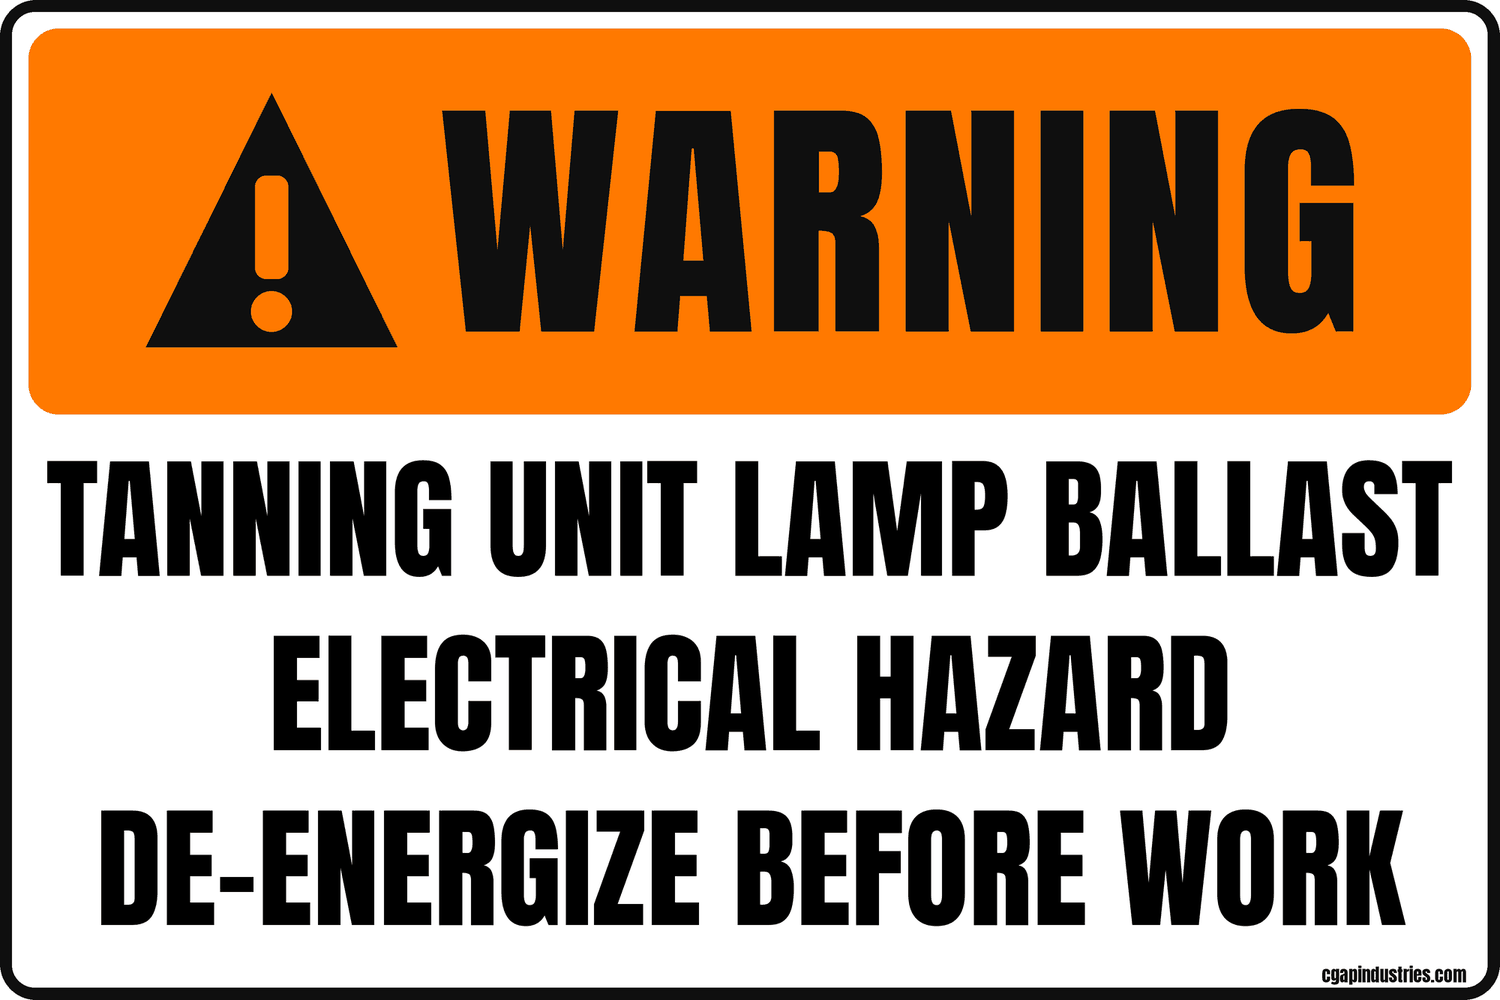 WARNING
TANNING UNIT LAMP BALLAST
ELECTRICAL HAZARD
DE-ENERGIZE BEFORE WORK
cgapindustries.com